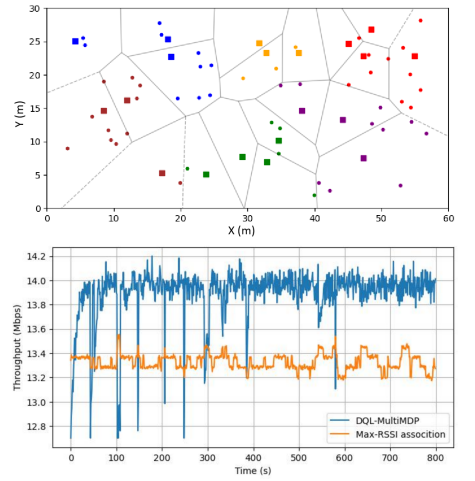 30
25
20
15
10
5
0
Y (m)
0 10 20 30 40 50 60
X (m)
14.2
14.0
13.8
13.6
13.4
13.2
13.0
12.8
Throughput (Mbps)
DQL-MultiMDP
Max-RSSI assocition
0 100 200 300 400 500 600 700 800
Time (s)